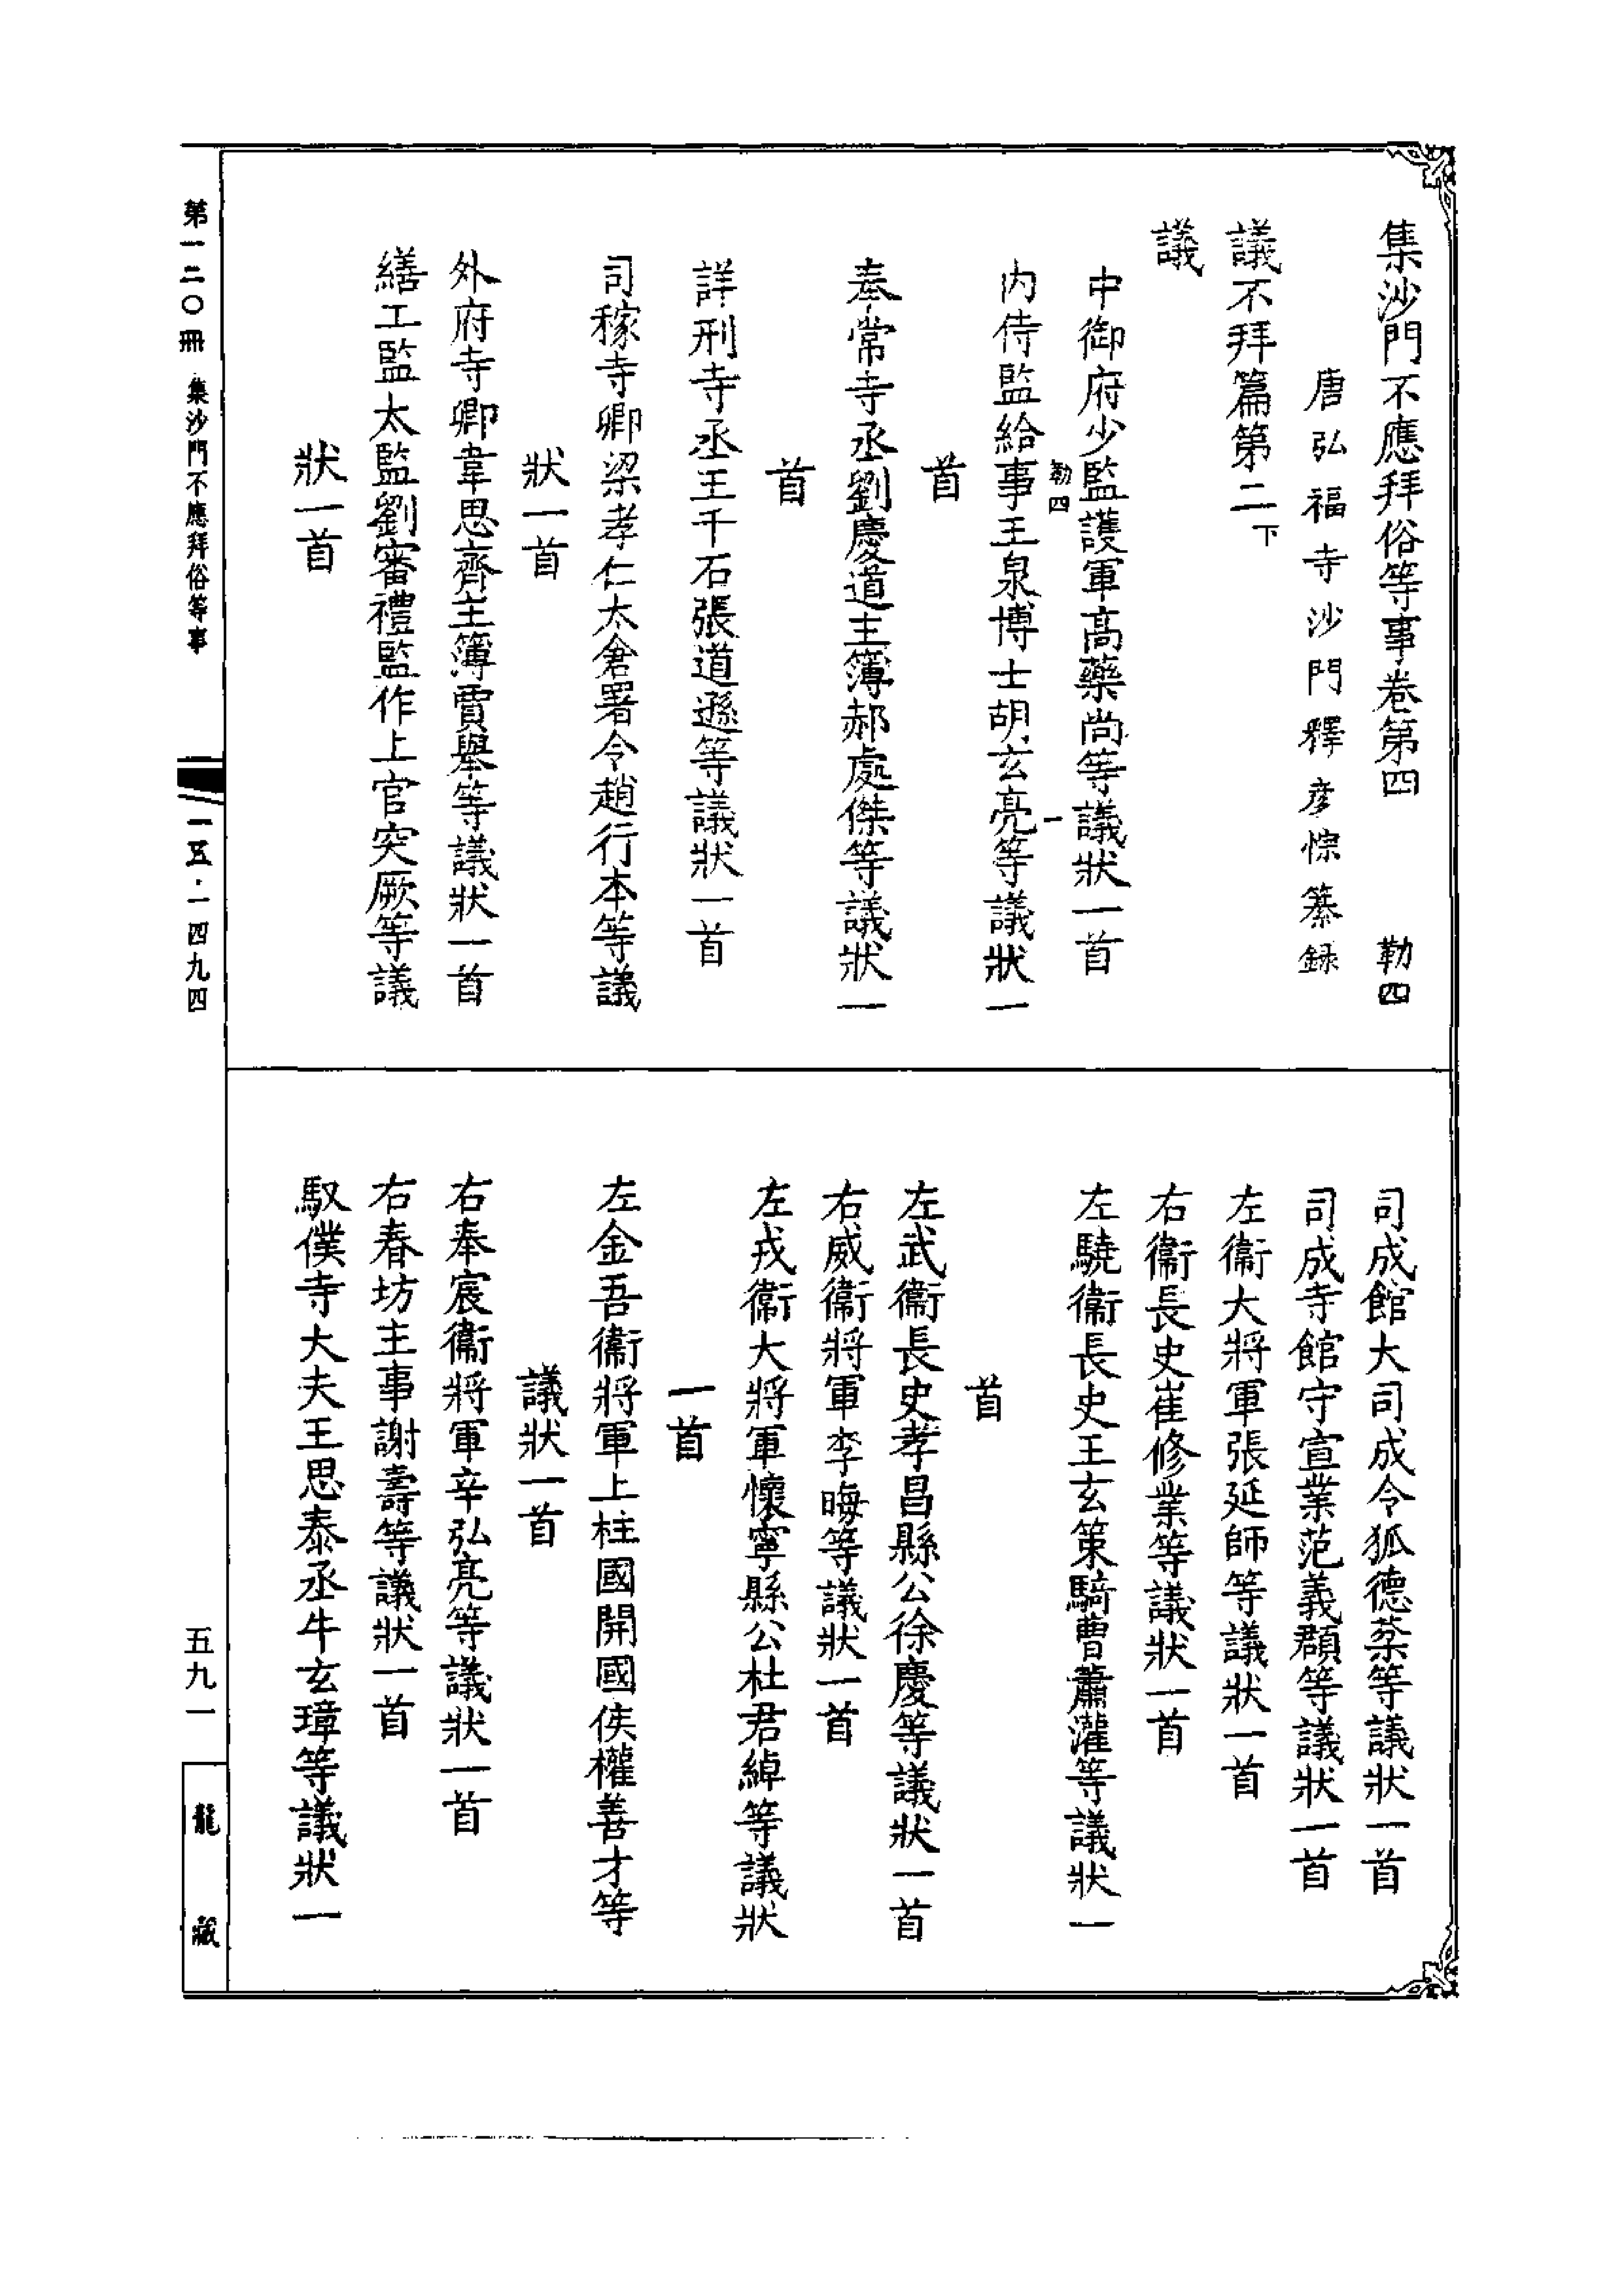 集沙門不應拜俗等事卷第四 勒四
唐弘福寺沙門釋彦悰纂録
議不拜篇第二下
議
中御府少監護軍高藥尚等議狀一首
勒四 一
内侍監給事王泉博士胡玄亮等議狀一
首
奉常寺丞劉慶道主簿郝處傑等議狀一
首
詳刑寺丞王千石張道遜等議狀一首
司稼寺卿梁孝仁太倉署令趙行本等議
狀一首
外府寺卿韋思齊主簿賈舉等議狀一首
繕工監太監劉審禮監作上官突厥等議
狀一首
司成館大司成令狐德棻等議狀一首
司成寺館守宣業范義頵等議狀一首
左衞大將軍張延師等議狀一首
右衞長史崔修業等議狀一首
左驍衞長史王玄策騎曹蕭灌等議狀一
首
左武衞長史孝昌縣公徐慶等議狀一首
右威衞將軍李晦等議狀一首
左戎衞大將軍懷寧縣公杜君綽等議狀
一首
左金吾衞將軍上柱國開國侯權善才等
議狀一首
右奉宸衞將軍辛弘亮等議狀一首
右春坊主事謝壽等議狀一首
馭僕寺大夫王思泰丞牛玄璋等議狀一
第一二〇冊 集沙門不應拜俗等事
一五·一四九四
五九一
龍藏